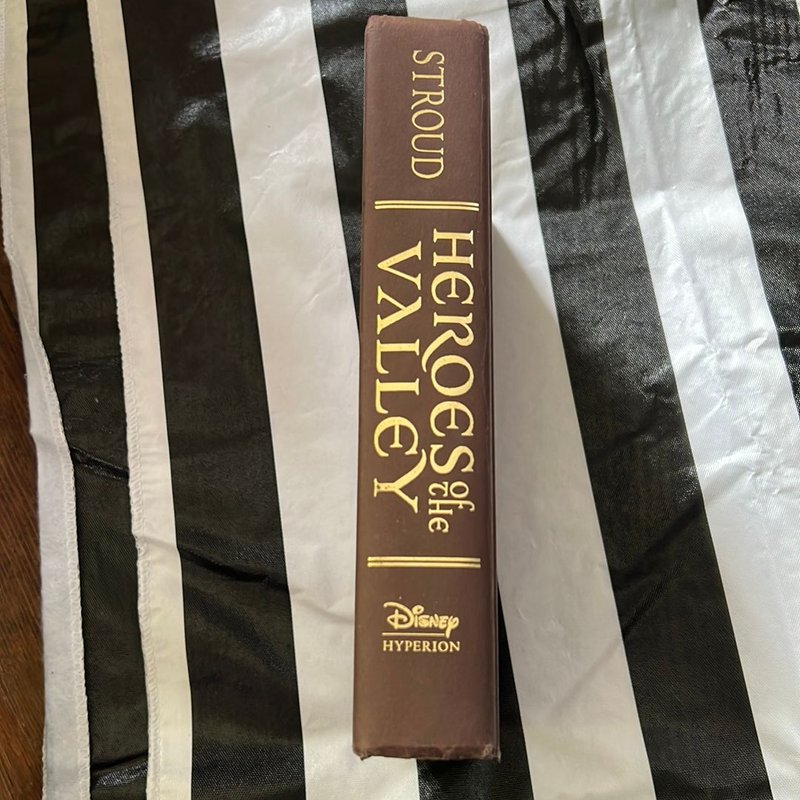 STROUD
HEROES of the
VALLEY
Disney
HYPERION